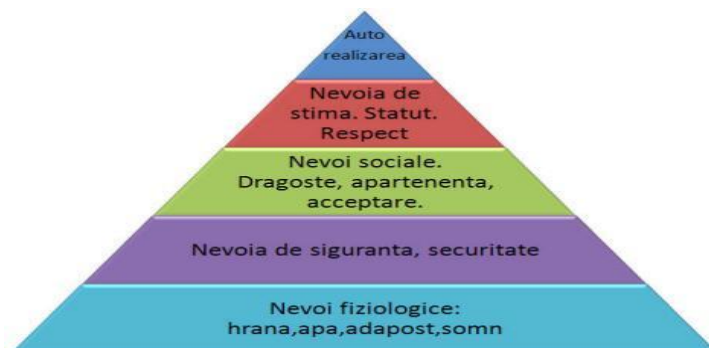 Auto
realizarea
Nevoia de
stima. Statut.
Respect
Nevoi sociale.
Dragoste, apartenenta,
acceptare.
Nevoia de siguranta, securitate
Nevoi fiziologice:
hrana,apa,adapost,somn